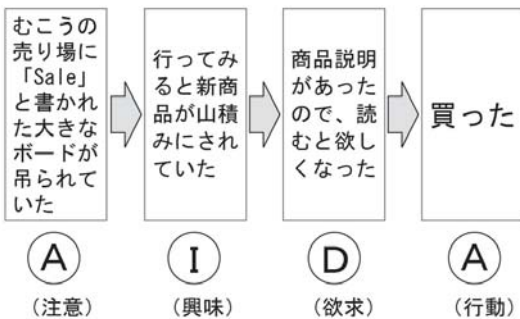 むこうの
売り場に
「Sale」
と書かれ
た大きな
ボードが
吊られて
いた
行ってみ
ると新商
品が山積
みにされ
ていた
商品説明
があった
ので、読
むと欲し
くなった
買った
A
I
D
A
（注意）
（興味）
（欲求）
（行動）